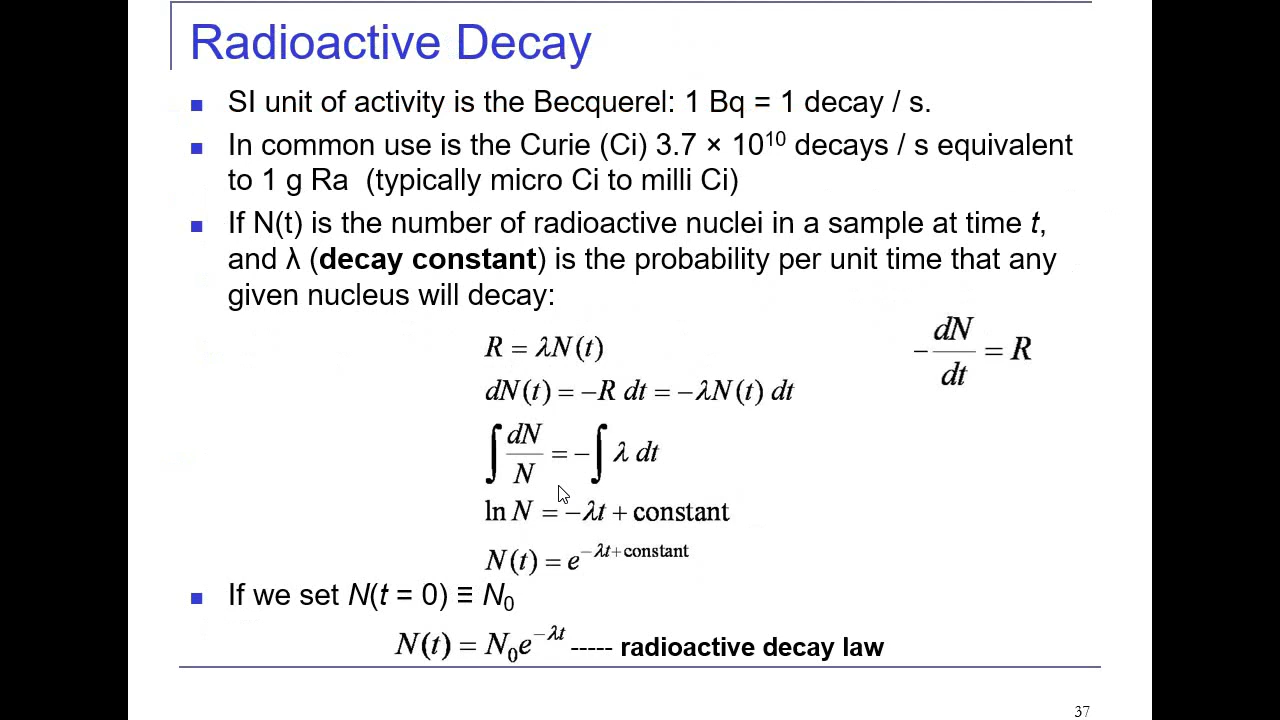 Radioactive Decay
■ SI unit of activity is the Becquerel: 1 Bq = 1 decay / s.
■ In common use is the Curie (Ci) 3.7 × 10¹⁰ decays / s equivalent
to 1 g Ra (typically micro Ci to milli Ci)
■ If N(t) is the number of radioactive nuclei in a sample at time t,
and λ (decay constant) is the probability per unit time that any
given nucleus will decay:
R = λN(t)
−dN/dt = R
dN(t) = −R dt = −λN(t) dt
∫ dN/N = −∫ λ dt
ln N = −λt + constant
N(t) = e^(−λt+constant)
■ If we set N(t = 0) ≡ N₀
N(t) = N₀e^(−λt) ----- radioactive decay law
37